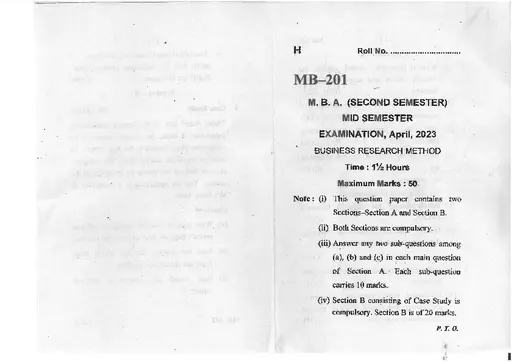 H Roll No. ..............................
MB–201
M. B. A. (SECOND SEMESTER)
MID SEMESTER
EXAMINATION, April, 2023
BUSINESS RESEARCH METHOD
Time : 1½ Hours
Maximum Marks : 50
Note : (i) This question paper contains two
Sections–Section A and Section B.
(ii) Both Sections are compulsory.
(iii) Answer any two sub-questions among
(a), (b) and (c) in each main question
of Section A. Each sub-question
carries 10 marks.
(iv) Section B consisting of Case Study is
compulsory. Section B is of 20 marks.
P. T. O.